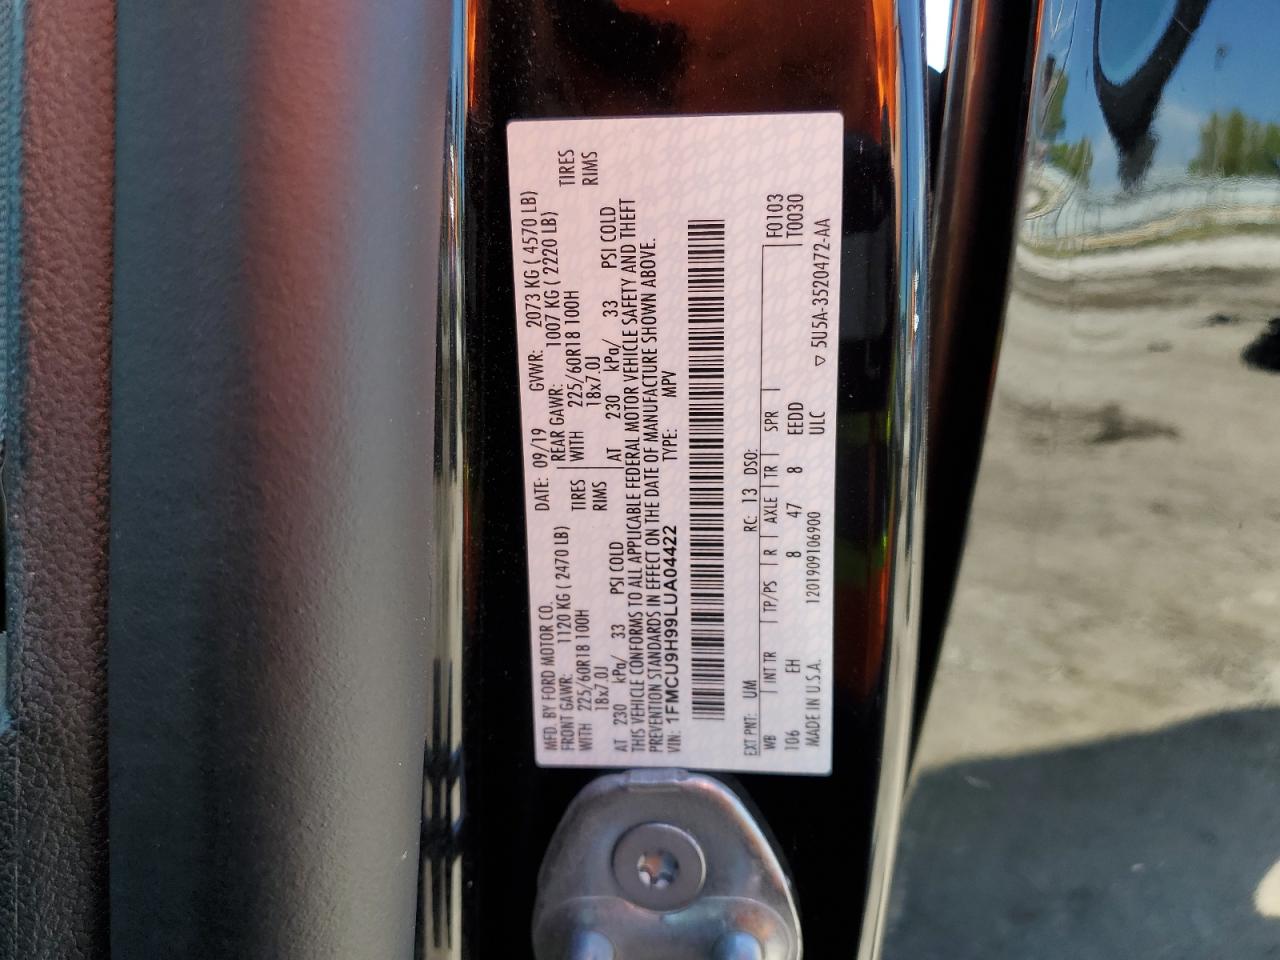 MFD. BY FORD MOTOR CO. DATE: 09/19 GVWR: 2073 KG ( 4570 LB)
FRONT GAWR: 1120 KG ( 2470 LB) REAR GAWR: 1007 KG ( 2220 LB)
WITH 225/60R18 100H TIRES WITH 225/60R18 100H TIRES
18x7.0J RIMS 18x7.0J RIMS
AT 230 kPa/ 33 PSI COLD AT 230 kPa/ 33 PSI COLD
THIS VEHICLE CONFORMS TO ALL APPLICABLE FEDERAL MOTOR VEHICLE SAFETY AND THEFT
PREVENTION STANDARDS IN EFFECT ON THE DATE OF MANUFACTURE SHOWN ABOVE.
VIN: 1FMCU9H99LUA04422 TYPE: MPV
EXT PNT: UM RC: 13 DSO: F0103
WB INT TR TP/PS R AXLE TR SPR T0030
106 EH 8 47 8 EEDD
MADE IN U.S.A. 1201909106900 ULC ▽ 5U5A-3520472-AA